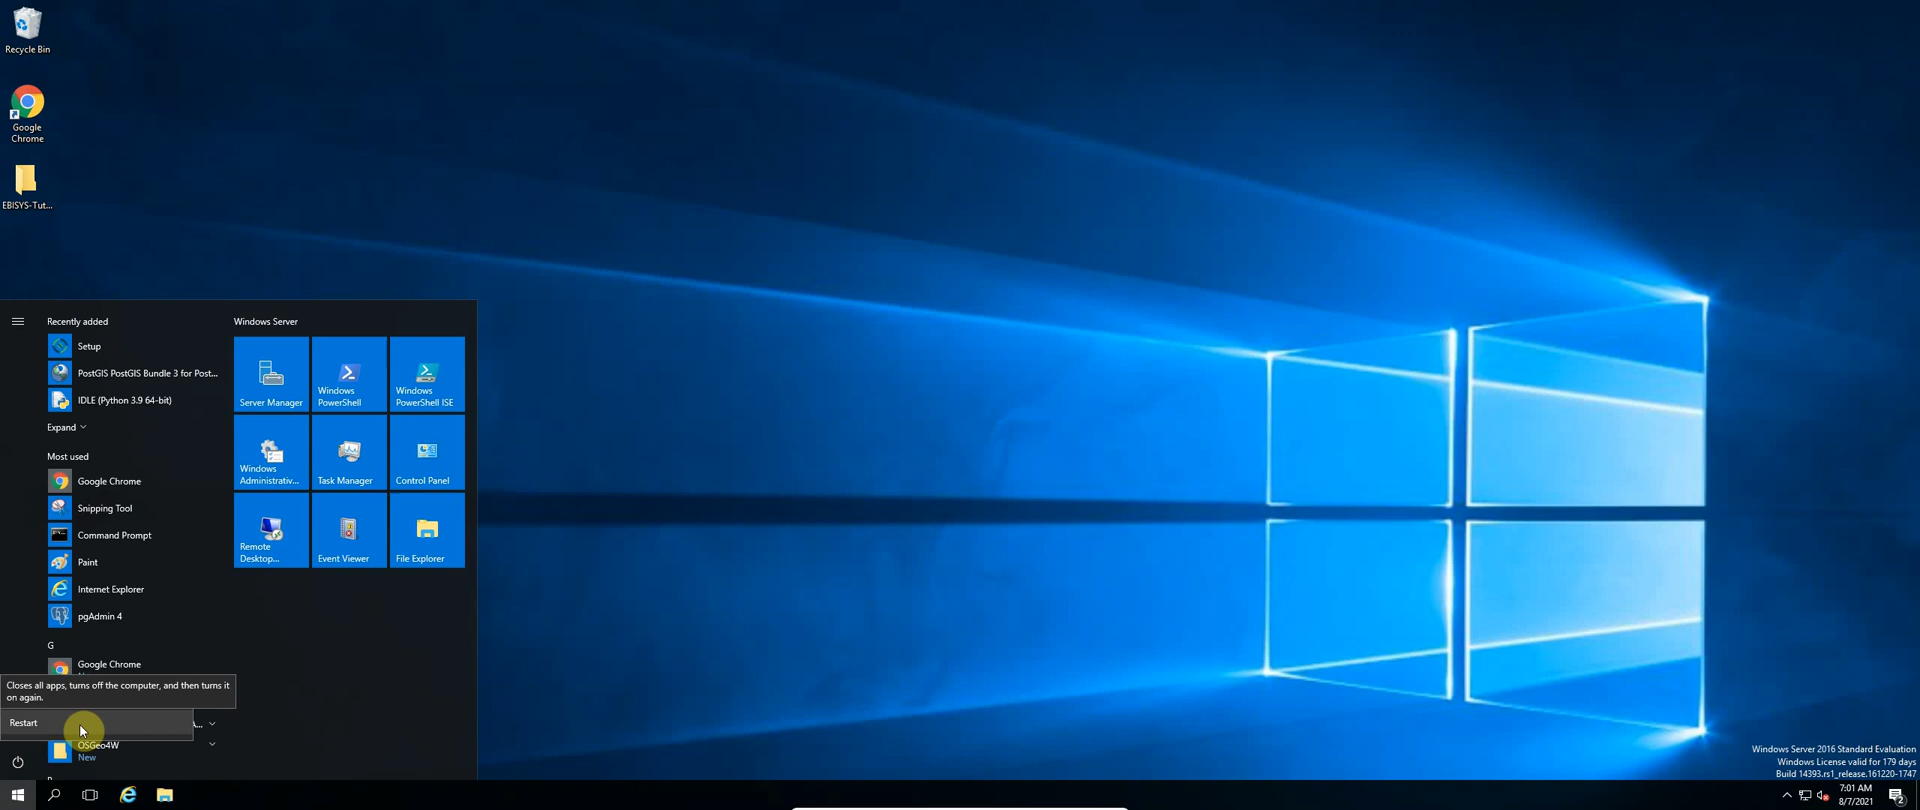 Recycle Bin
Google
Chrome
EBISYS-Tut...
Recently added
Setup
PostGIS PostGIS Bundle 3 for Post...
IDLE (Python 3.9 64-bit)
Expand
Most used
Google Chrome
Snipping Tool
Command Prompt
Paint
Internet Explorer
pgAdmin 4
G
Google Chrome
Closes all apps, turns off the computer, and then turns it
on again.
Restart
A...
OSGeo4W
New
Windows Server
Server Manager
Windows
PowerShell
Windows
PowerShell ISE
Windows
Administrativ...
Task Manager
Control Panel
Remote
Desktop...
Event Viewer
File Explorer
Windows Server 2016 Standard Evaluation
Windows License valid for 179 days
Build 14393.rs1_release.161220-1747
7:01 AM
8/7/2021
2